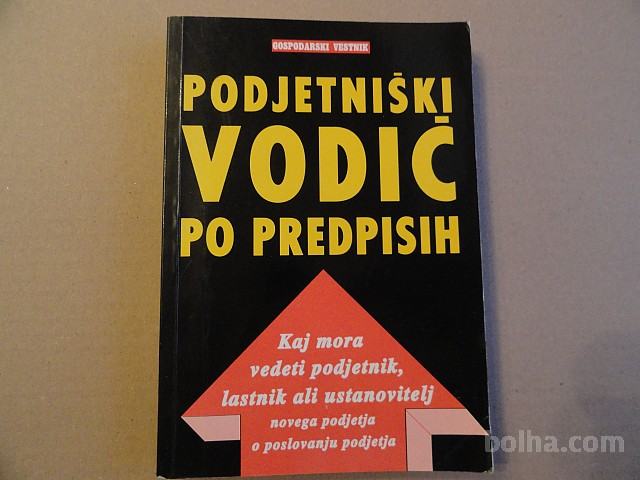 GOSPODARSKI VESTNIK
PODJETNIŠKI
VODIČ
PO PREDPISIH
Kaj mora
vedeti podjetnik,
lastnik ali ustanovitelj
novega podjetja
o poslovanju podjetja
bolha.com